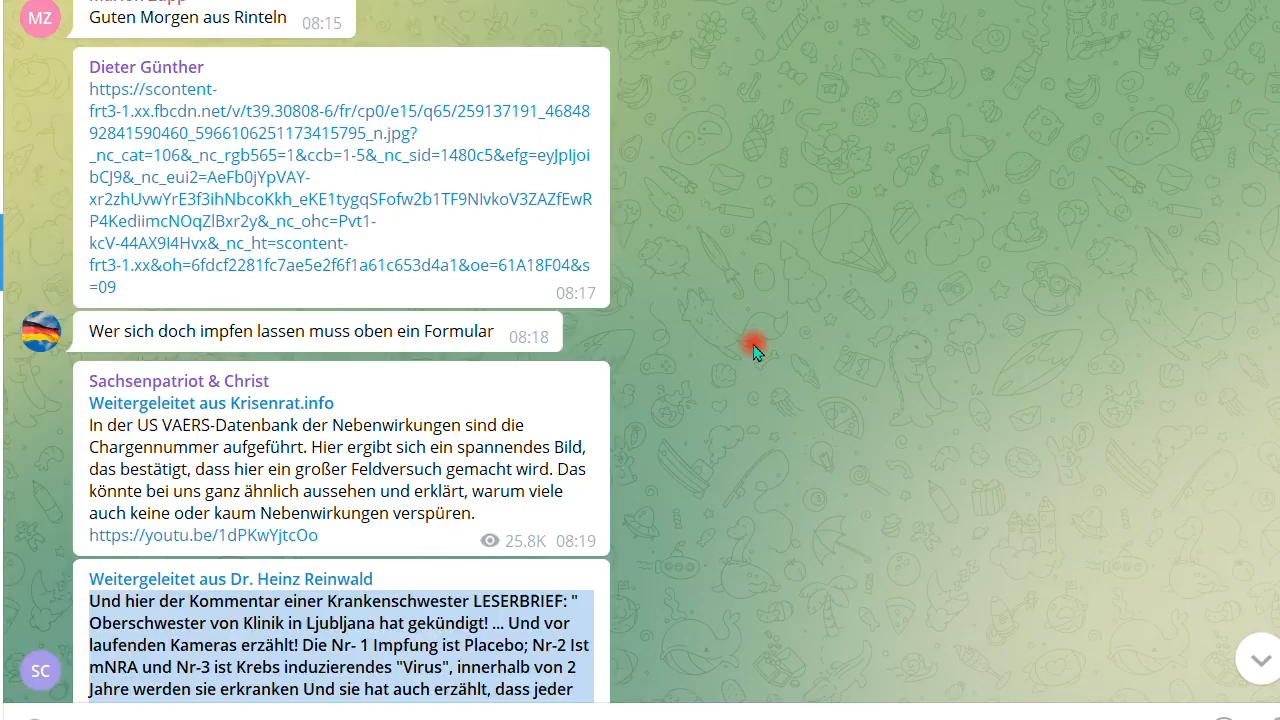 MZ
Guten Morgen aus Rinteln
08:15
Dieter Günther
https://scontent-
frt3-1.xx.fbcdn.net/v/t39.30808-6/fr/cp0/e15/q65/259137191_46848
92841590460_5966106251173415795_n.jpg?
_nc_cat=106&_nc_rgb565=1&ccb=1-5&_nc_sid=1480c5&efg=eyJpIjoi
bCJ9&_nc_eui2=AeFb0jYpVAY-
xr2zhUvwYrE3f3ihNbcoKkh_eKE1tygqSFofw2b1TF9NIvkoV3ZAZfEwR
P4KediimcNOqZlBxr2y&_nc_ohc=Pvt1-
kcV-44AX9I4Hvx&_nc_ht=scontent-
frt3-1.xx&oh=6fdcf2281fc7ae5e2f6f1a61c653d4a1&oe=61A18F04&s
=09
08:17
Wer sich doch impfen lassen muss oben ein Formular
08:18
Sachsenpatriot & Christ
Weitergeleitet aus Krisenrat.info
In der US VAERS-Datenbank der Nebenwirkungen sind die
Chargennummer aufgeführt. Hier ergibt sich ein spannendes Bild,
das bestätigt, dass hier ein großer Feldversuch gemacht wird. Das
könnte bei uns ganz ähnlich aussehen und erklärt, warum viele
auch keine oder kaum Nebenwirkungen verspüren.
https://youtu.be/1dPKwYjtcOo
25.8K 08:19
Weitergeleitet aus Dr. Heinz Reinwald
Und hier der Kommentar einer Krankenschwester LESERBRIEF: "
Oberschwester von Klinik in Ljubljana hat gekündigt! ... Und vor
laufenden Kameras erzählt! Die Nr- 1 Impfung ist Placebo; Nr-2 Ist
mNRA und Nr-3 ist Krebs induzierendes "Virus", innerhalb von 2
Jahre werden sie erkranken Und sie hat auch erzählt, dass jeder
SC